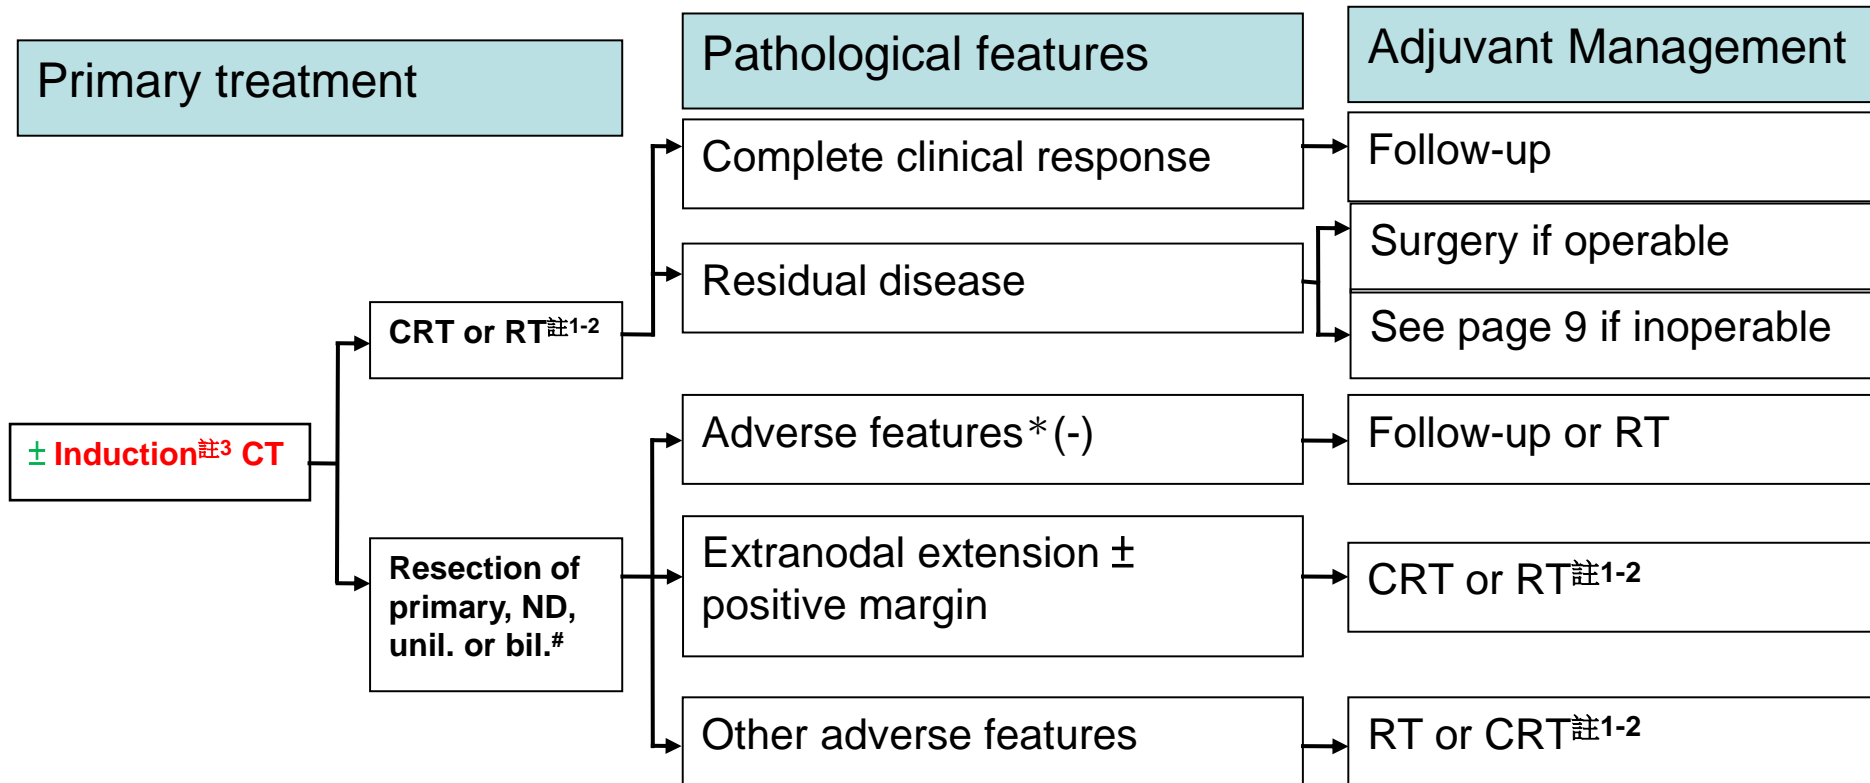 Primary treatment
Pathological features
Adjuvant Management
Complete clinical response
Follow-up
Residual disease
Surgery if operable
See page 9 if inoperable
CRT or RT註1-2
± Induction註3 CT
Adverse features*(-)
Follow-up or RT
Resection of
primary, ND,
unil. or bil.#
Extranodal extension ±
positive margin
CRT or RT註1-2
Other adverse features
RT or CRT註1-2